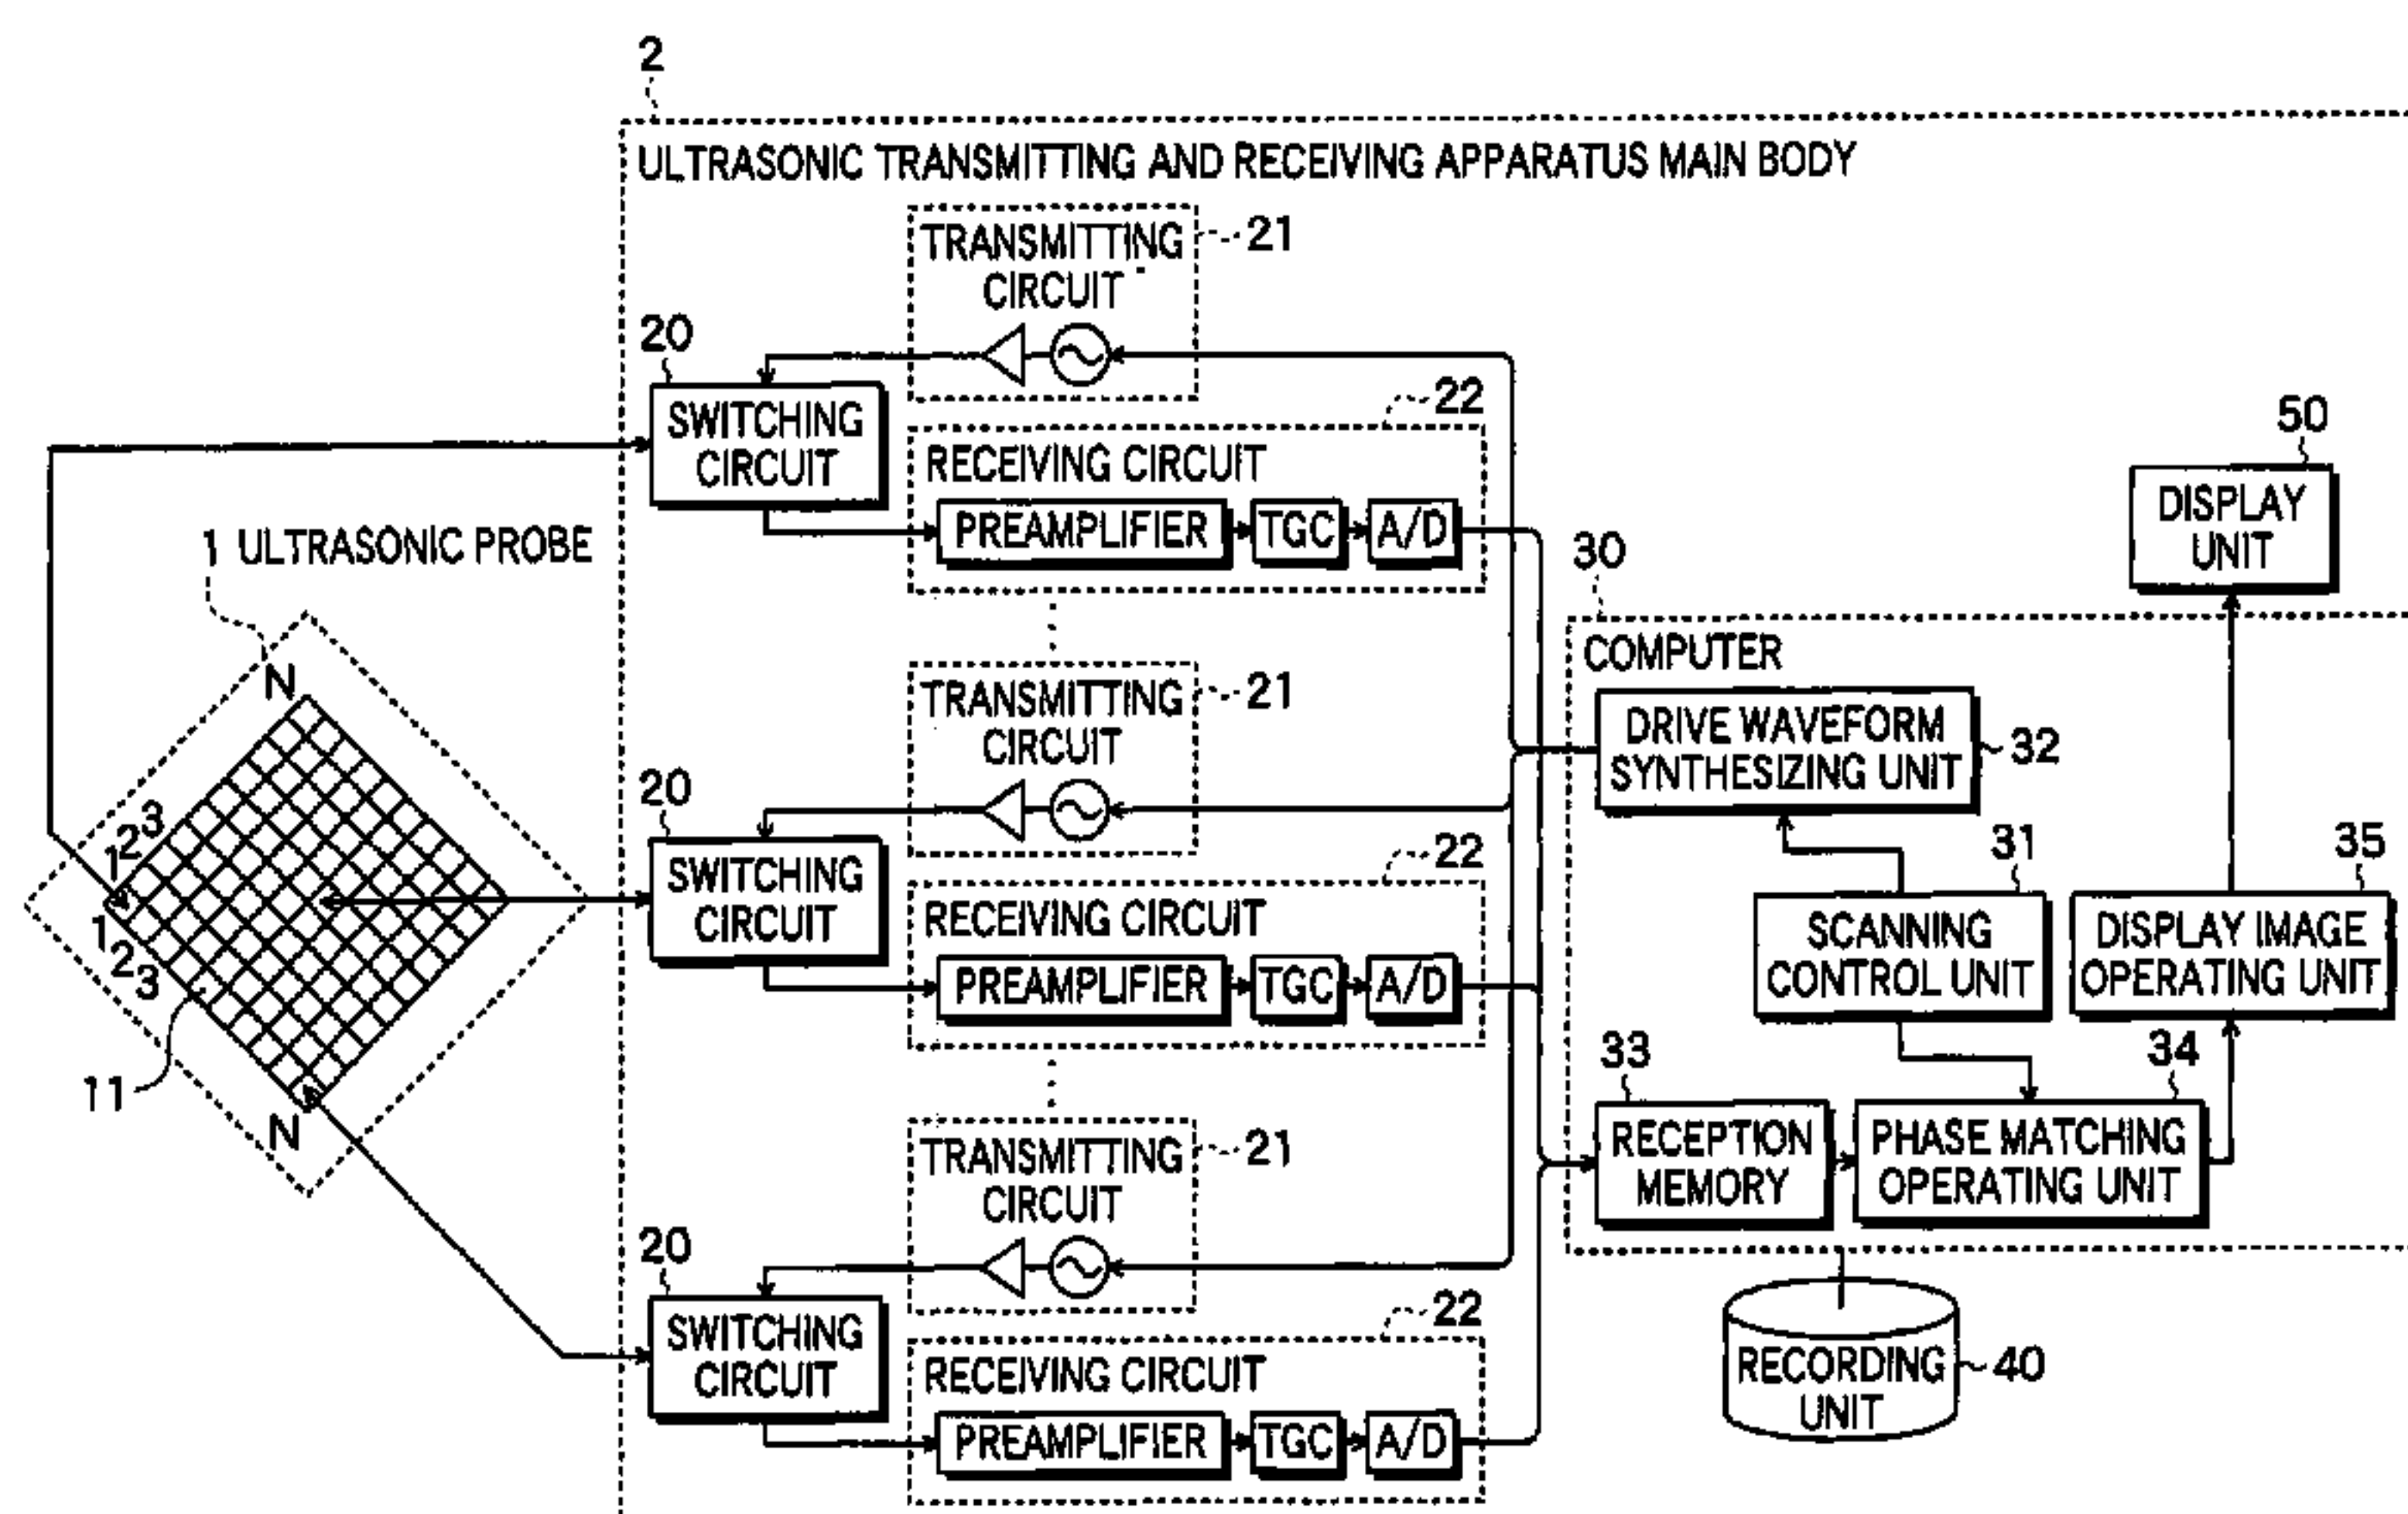 2
ULTRASONIC TRANSMITTING AND RECEIVING APPARATUS MAIN BODY
TRANSMITTING
CIRCUIT
21
20
SWITCHING
CIRCUIT
22
RECEIVING CIRCUIT
PREAMPLIFIER
TGC
A/D
1 ULTRASONIC PROBE
N
1
2
3
1
2
3
11
N
TRANSMITTING
CIRCUIT
21
20
SWITCHING
CIRCUIT
22
RECEIVING CIRCUIT
PREAMPLIFIER
TGC
A/D
TRANSMITTING
CIRCUIT
21
20
SWITCHING
CIRCUIT
22
RECEIVING CIRCUIT
PREAMPLIFIER
TGC
A/D
50
DISPLAY
UNIT
30
COMPUTER
DRIVE WAVEFORM
SYNTHESIZING UNIT
32
31
SCANNING
CONTROL UNIT
35
DISPLAY IMAGE
OPERATING UNIT
33
RECEPTION
MEMORY
34
PHASE MATCHING
OPERATING UNIT
RECORDING
UNIT
40